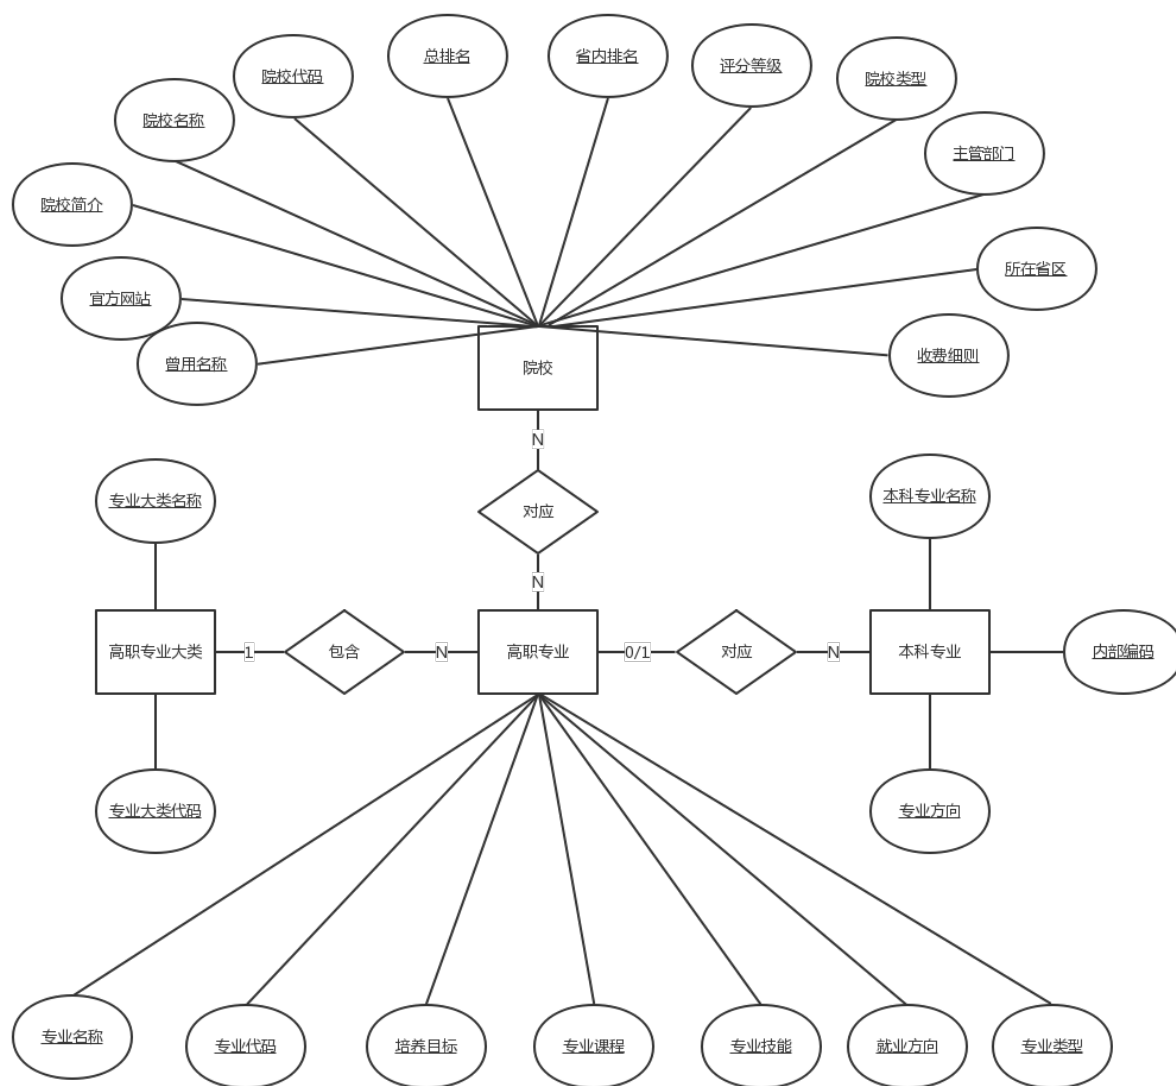 总排名
省内排名
评分等级
院校代码
院校类型
院校名称
主管部门
院校简介
所在省区
官方网站
曾用名称
收费细则
院校
N
专业大类名称
本科专业名称
对应
N
高职专业大类
1
包含
N
高职专业
0/1
对应
N
本科专业
内部编码
专业大类代码
专业方向
专业名称
专业代码
培养目标
专业课程
专业技能
就业方向
专业类型